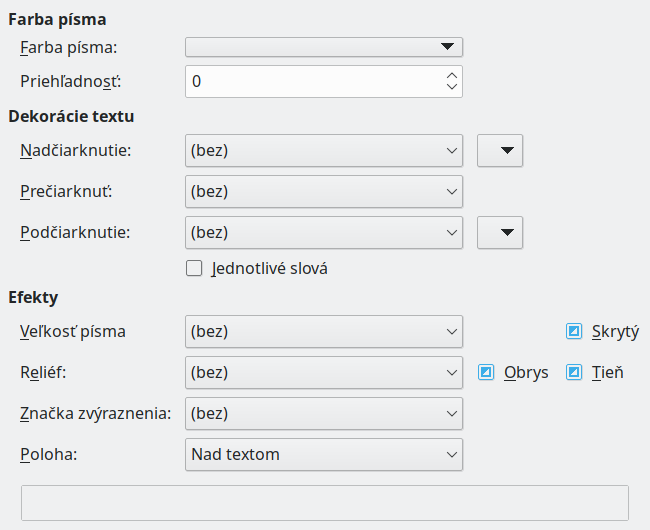 Farba písma
Farba písma:
Priehľadnosť: 0
Dekorácie textu
Nadčiarknutie: (bez)
Prečiarknuť: (bez)
Podčiarknutie: (bez)
Jednotlivé slová
Efekty
Veľkosť písma (bez) Skrytý
Reliéf: (bez) Obrys Tieň
Značka zvýraznenia: (bez)
Poloha: Nad textom